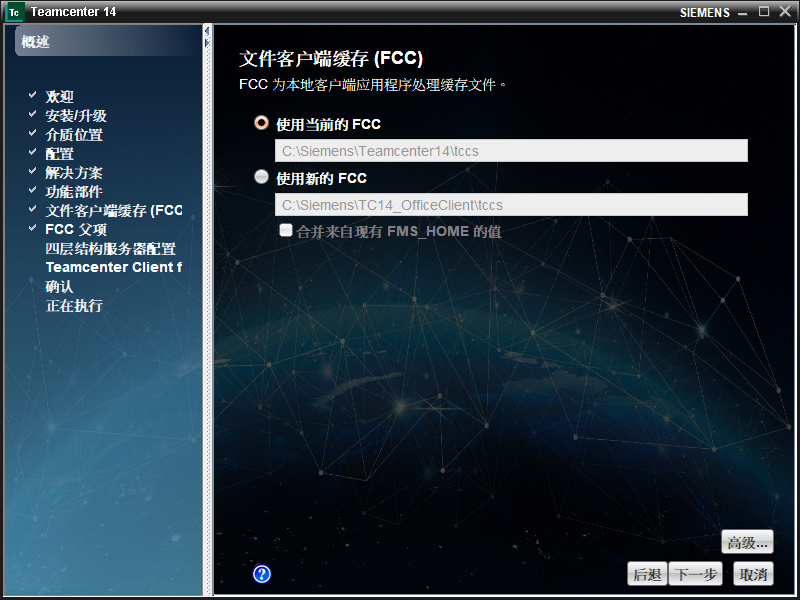 Teamcenter 14
SIEMENS
概述
欢迎
安装/升级
介质位置
配置
解决方案
功能部件
文件客户端缓存 (FCC
FCC 父项
四层结构服务器配置
Teamcenter Client f
确认
正在执行
文件客户端缓存 (FCC)
FCC 为本地客户端应用程序处理缓存文件。
使用当前的 FCC
C:\Siemens\Teamcenter14\tccs
使用新的 FCC
C:\Siemens\TC14_OfficeClient\tccs
合并来自现有 FMS_HOME 的值
高级...
后退 下一步 取消